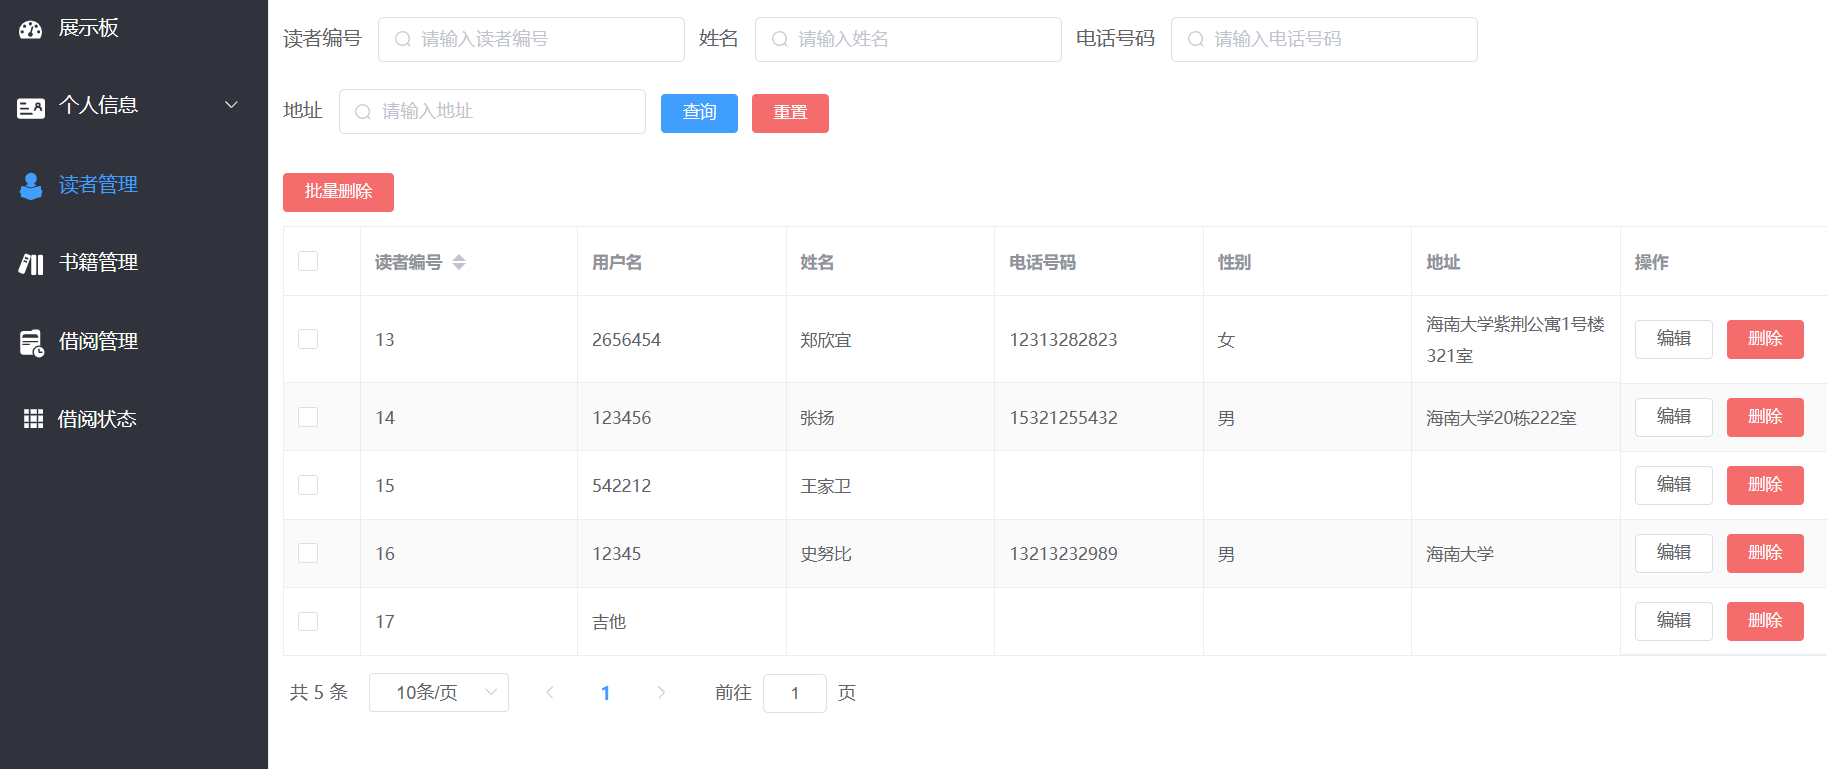 展示板
个人信息
读者管理
书籍管理
借阅管理
借阅状态
读者编号 请输入读者编号 姓名 请输入姓名 电话号码 请输入电话号码
地址 请输入地址 查询 重置
批量删除
读者编号 用户名 姓名 电话号码 性别 地址 操作
13 2656454 郑欣宜 12313282823 女 海南大学紫荆公寓1号楼 编辑 删除
321室
14 123456 张扬 15321255432 男 海南大学20栋222室 编辑 删除
15 542212 王家卫 编辑 删除
16 12345 史努比 13213232989 男 海南大学 编辑 删除
17 吉他 编辑 删除
共 5 条 10条/页 1 前往 1 页